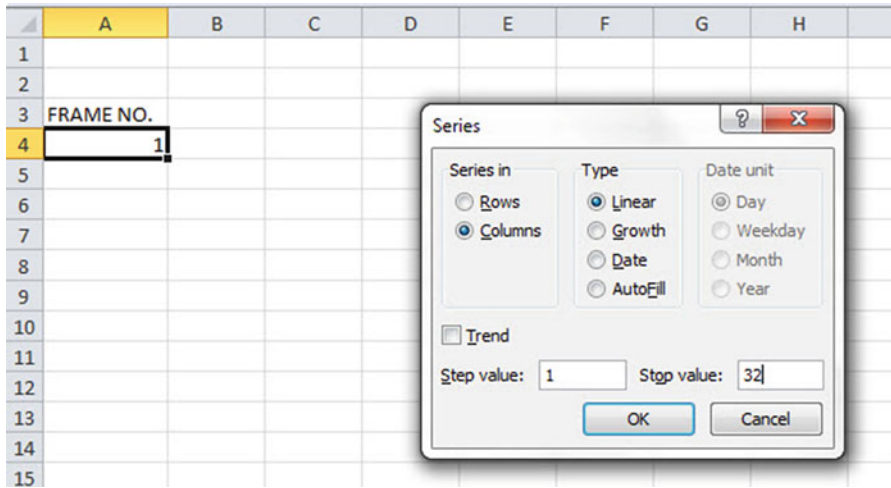 A B C D E F G H
1
2
3 FRAME NO.
4 1
5
6
7
8
9
10
11
12
13
14
15
Series
Series in Type Date unit
Rows Linear Day
Columns Growth Weekday
Date Month
AutoFill Year
Trend
Step value: 1 Stop value: 32
OK Cancel